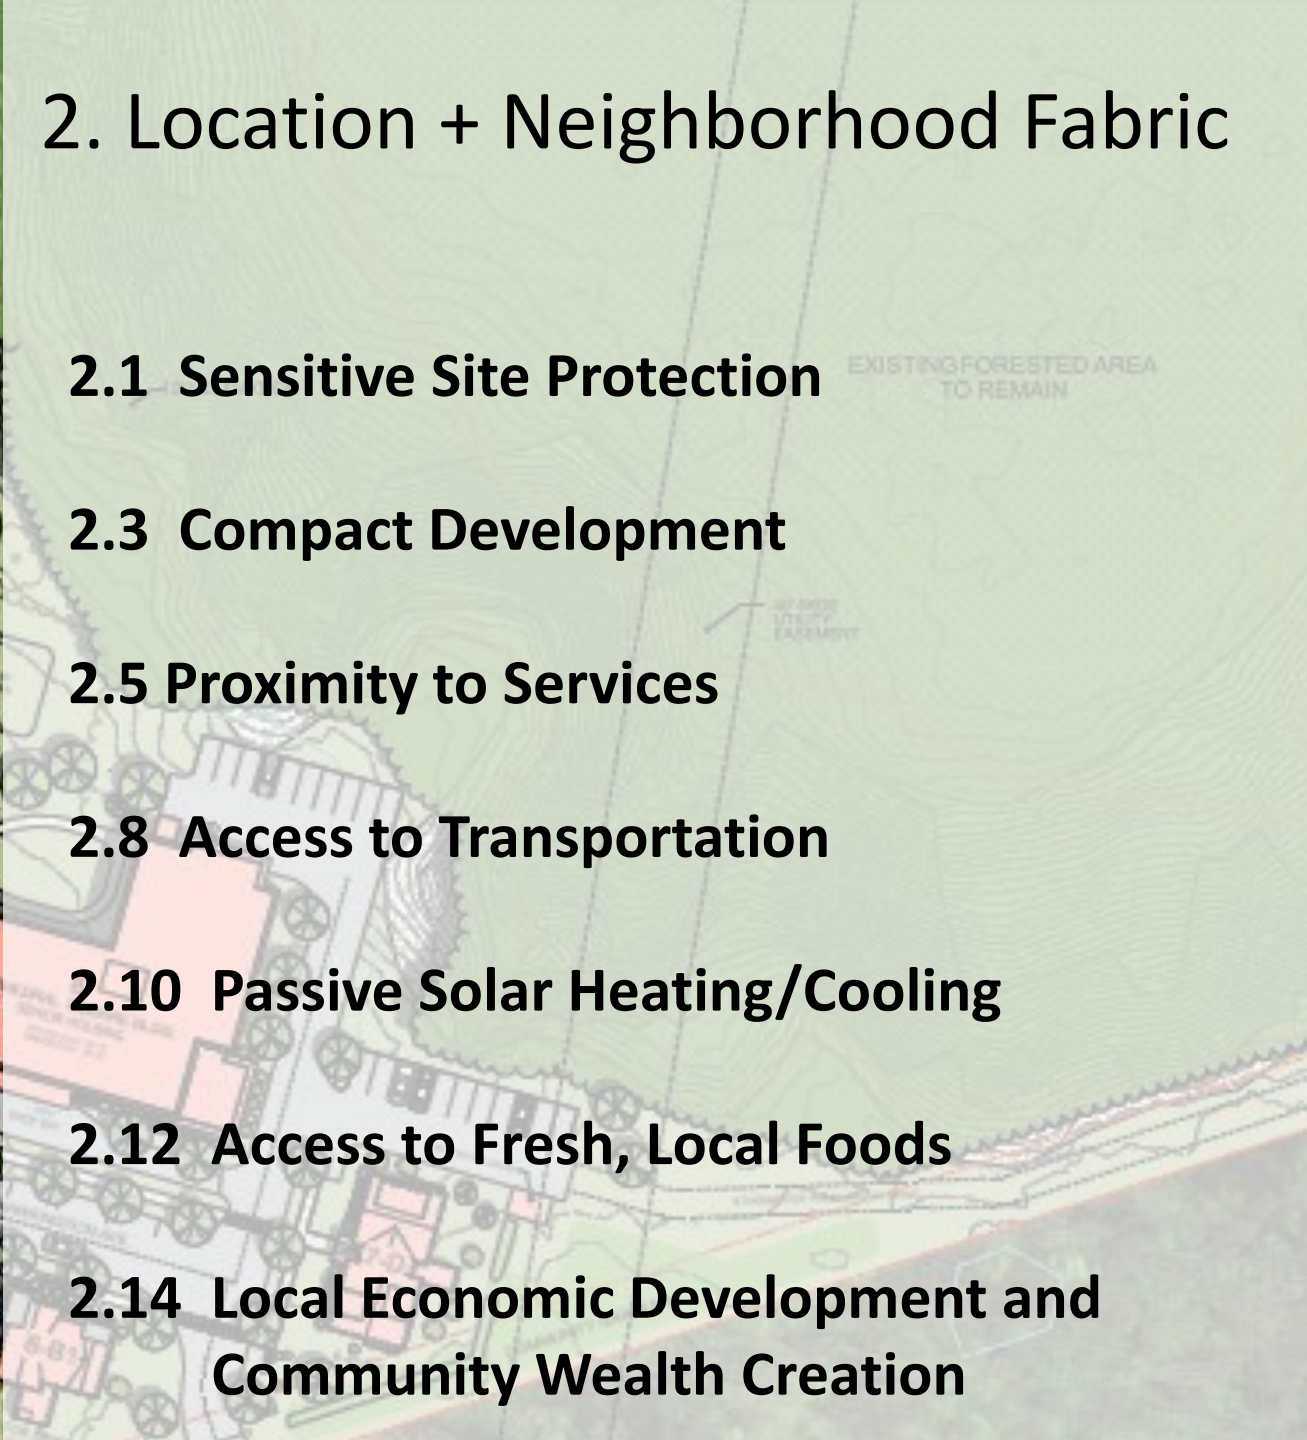 2. Location + Neighborhood Fabric
2.1 Sensitive Site Protection
EXISTING FORESTED AREA
TO REMAIN
2.3 Compact Development
UTILITY
EASEMENT
2.5 Proximity to Services
2.8 Access to Transportation
2.10 Passive Solar Heating/Cooling
2.12 Access to Fresh, Local Foods
2.14 Local Economic Development and
Community Wealth Creation